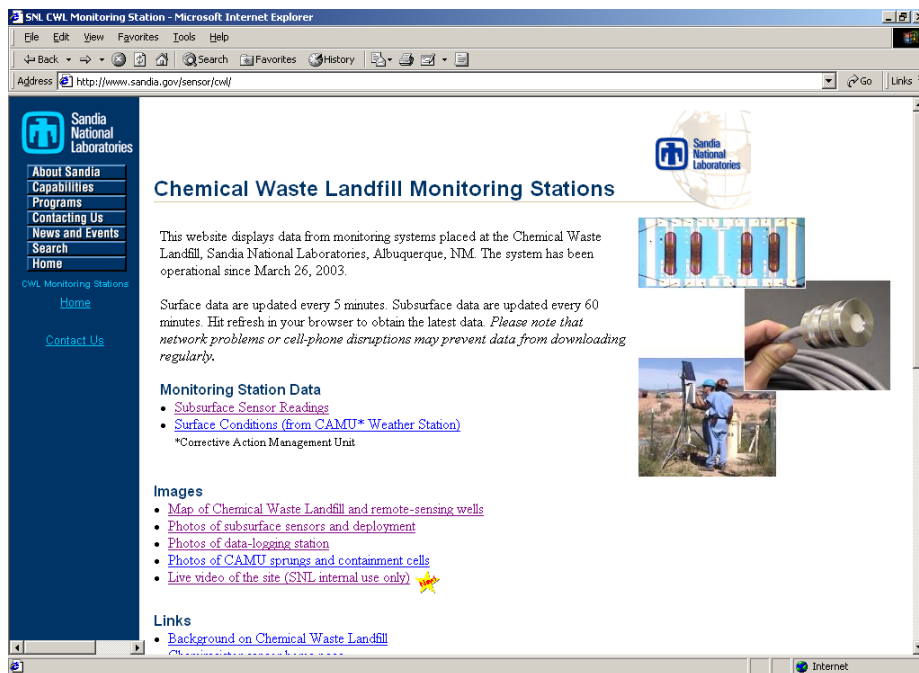 SNL CWL Monitoring Station - Microsoft Internet Explorer
File Edit View Favorites Tools Help
Back Search Favorites History
Address http://www.sandia.gov/sensor/cwl/ Go Links
Sandia
National
Laboratories
About Sandia
Capabilities
Programs
Contacting Us
News and Events
Search
Home
CWL Monitoring Stations
Home
Contact Us
Sandia
National
Laboratories
Chemical Waste Landfill Monitoring Stations
This website displays data from monitoring systems placed at the Chemical Waste
Landfill, Sandia National Laboratories, Albuquerque, NM. The system has been
operational since March 26, 2003.
Surface data are updated every 5 minutes. Subsurface data are updated every 60
minutes. Hit refresh in your browser to obtain the latest data. Please note that
network problems or cell-phone disruptions may prevent data from downloading
regularly.
Monitoring Station Data
• Subsurface Sensor Readings
• Surface Conditions (from CAMU* Weather Station)
*Corrective Action Management Unit
Images
• Map of Chemical Waste Landfill and remote-sensing wells
• Photos of subsurface sensors and deployment
• Photos of data-logging station
• Photos of CAMU sprungs and containment cells
• Live video of the site (SNL internal use only) New!
Links
• Background on Chemical Waste Landfill
Internet